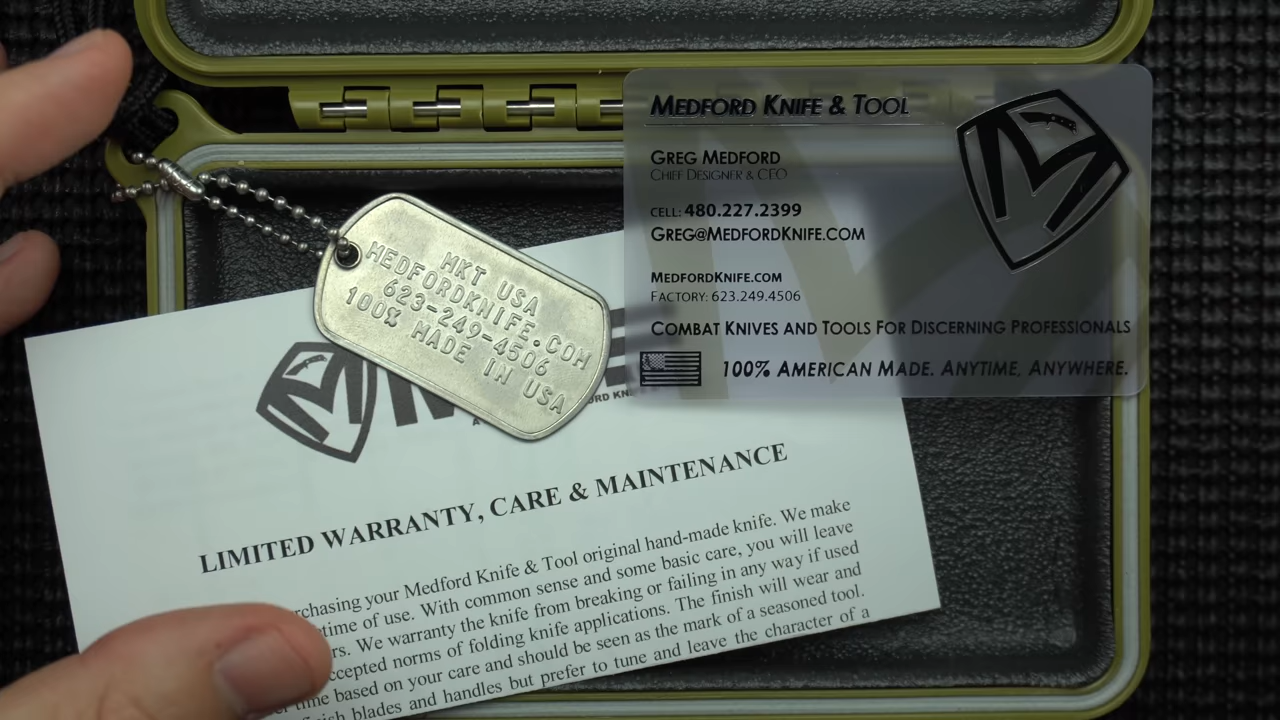 MEDFORD KNIFE & TOOL
GREG MEDFORD
CHIEF DESIGNER & CEO
CELL: 480.227.2399
GREG@MEDFORDKNIFE.COM
MEDFORDKNIFE.COM
FACTORY: 623.249.4506
COMBAT KNIVES AND TOOLS FOR DISCERNING PROFESSIONALS
100% AMERICAN MADE. ANYTIME, ANYWHERE.
MKT USA
MEDFORDKNIFE.COM
623-249-4506
100% MADE IN USA
LIMITED WARRANTY, CARE & MAINTENANCE
your Medford Knife & Tool original hand-made knife. We make
time of use. With common sense and some basic care, you will leave
We warranty the knife from breaking or failing in any way if used
norms of folding knife applications. The finish will wear and
time based on your care and should be seen as the mark of a seasoned tool.
blades and handles but prefer to tune and leave the character of a